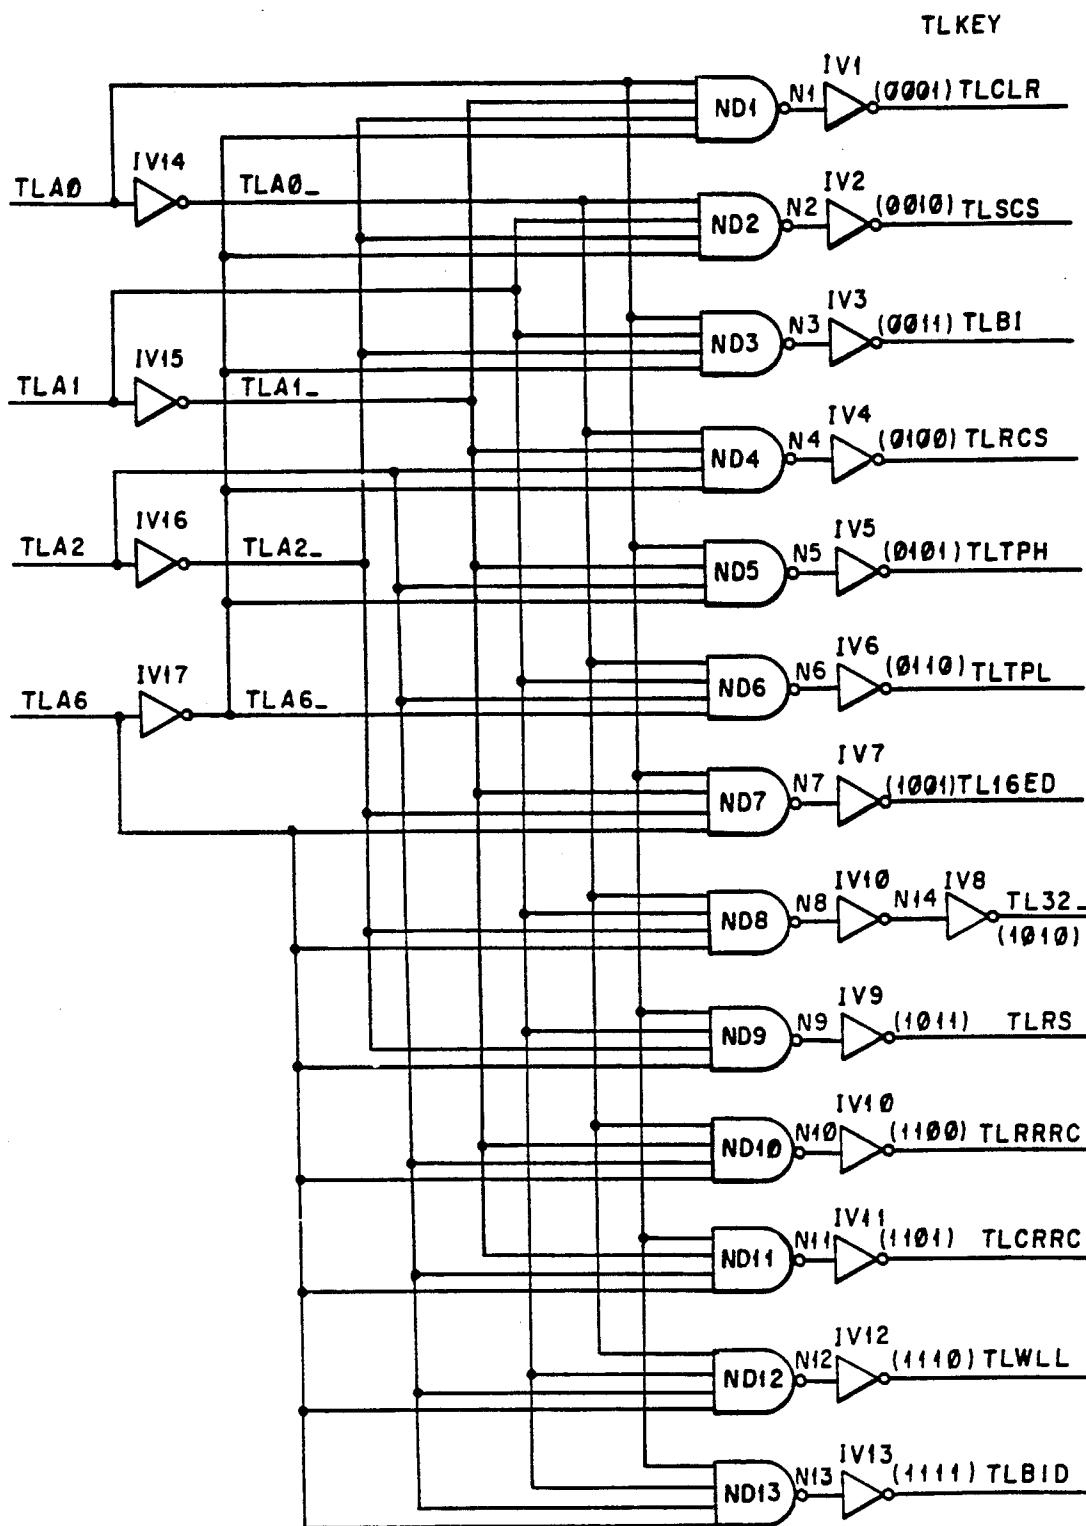 TLKEY
IV1
ND1 N1 (0001) TLCLR
IV14
TLA0 TLA0_
IV2
ND2 N2 (0010) TLSCS
IV3
ND3 N3 (0011) TLBI
IV15
TLA1 TLA1_
IV4
ND4 N4 (0100) TLRCS
IV16
TLA2 TLA2_
IV5
ND5 N5 (0101) TLTPH
IV6
ND6 N6 (0110) TLTPL
IV17
TLA6 TLA6_
IV7
ND7 N7 (1001) TL16ED
IV10 IV8
ND8 N8 N14 TL32_
(1010)
IV9
ND9 N9 (1011) TLRS
IV10
ND10 N10 (1100) TLRRRC
IV11
ND11 N11 (1101) TLCRRC
IV12
ND12 N12 (1110) TLWLL
IV13
ND13 N13 (1111) TLBID